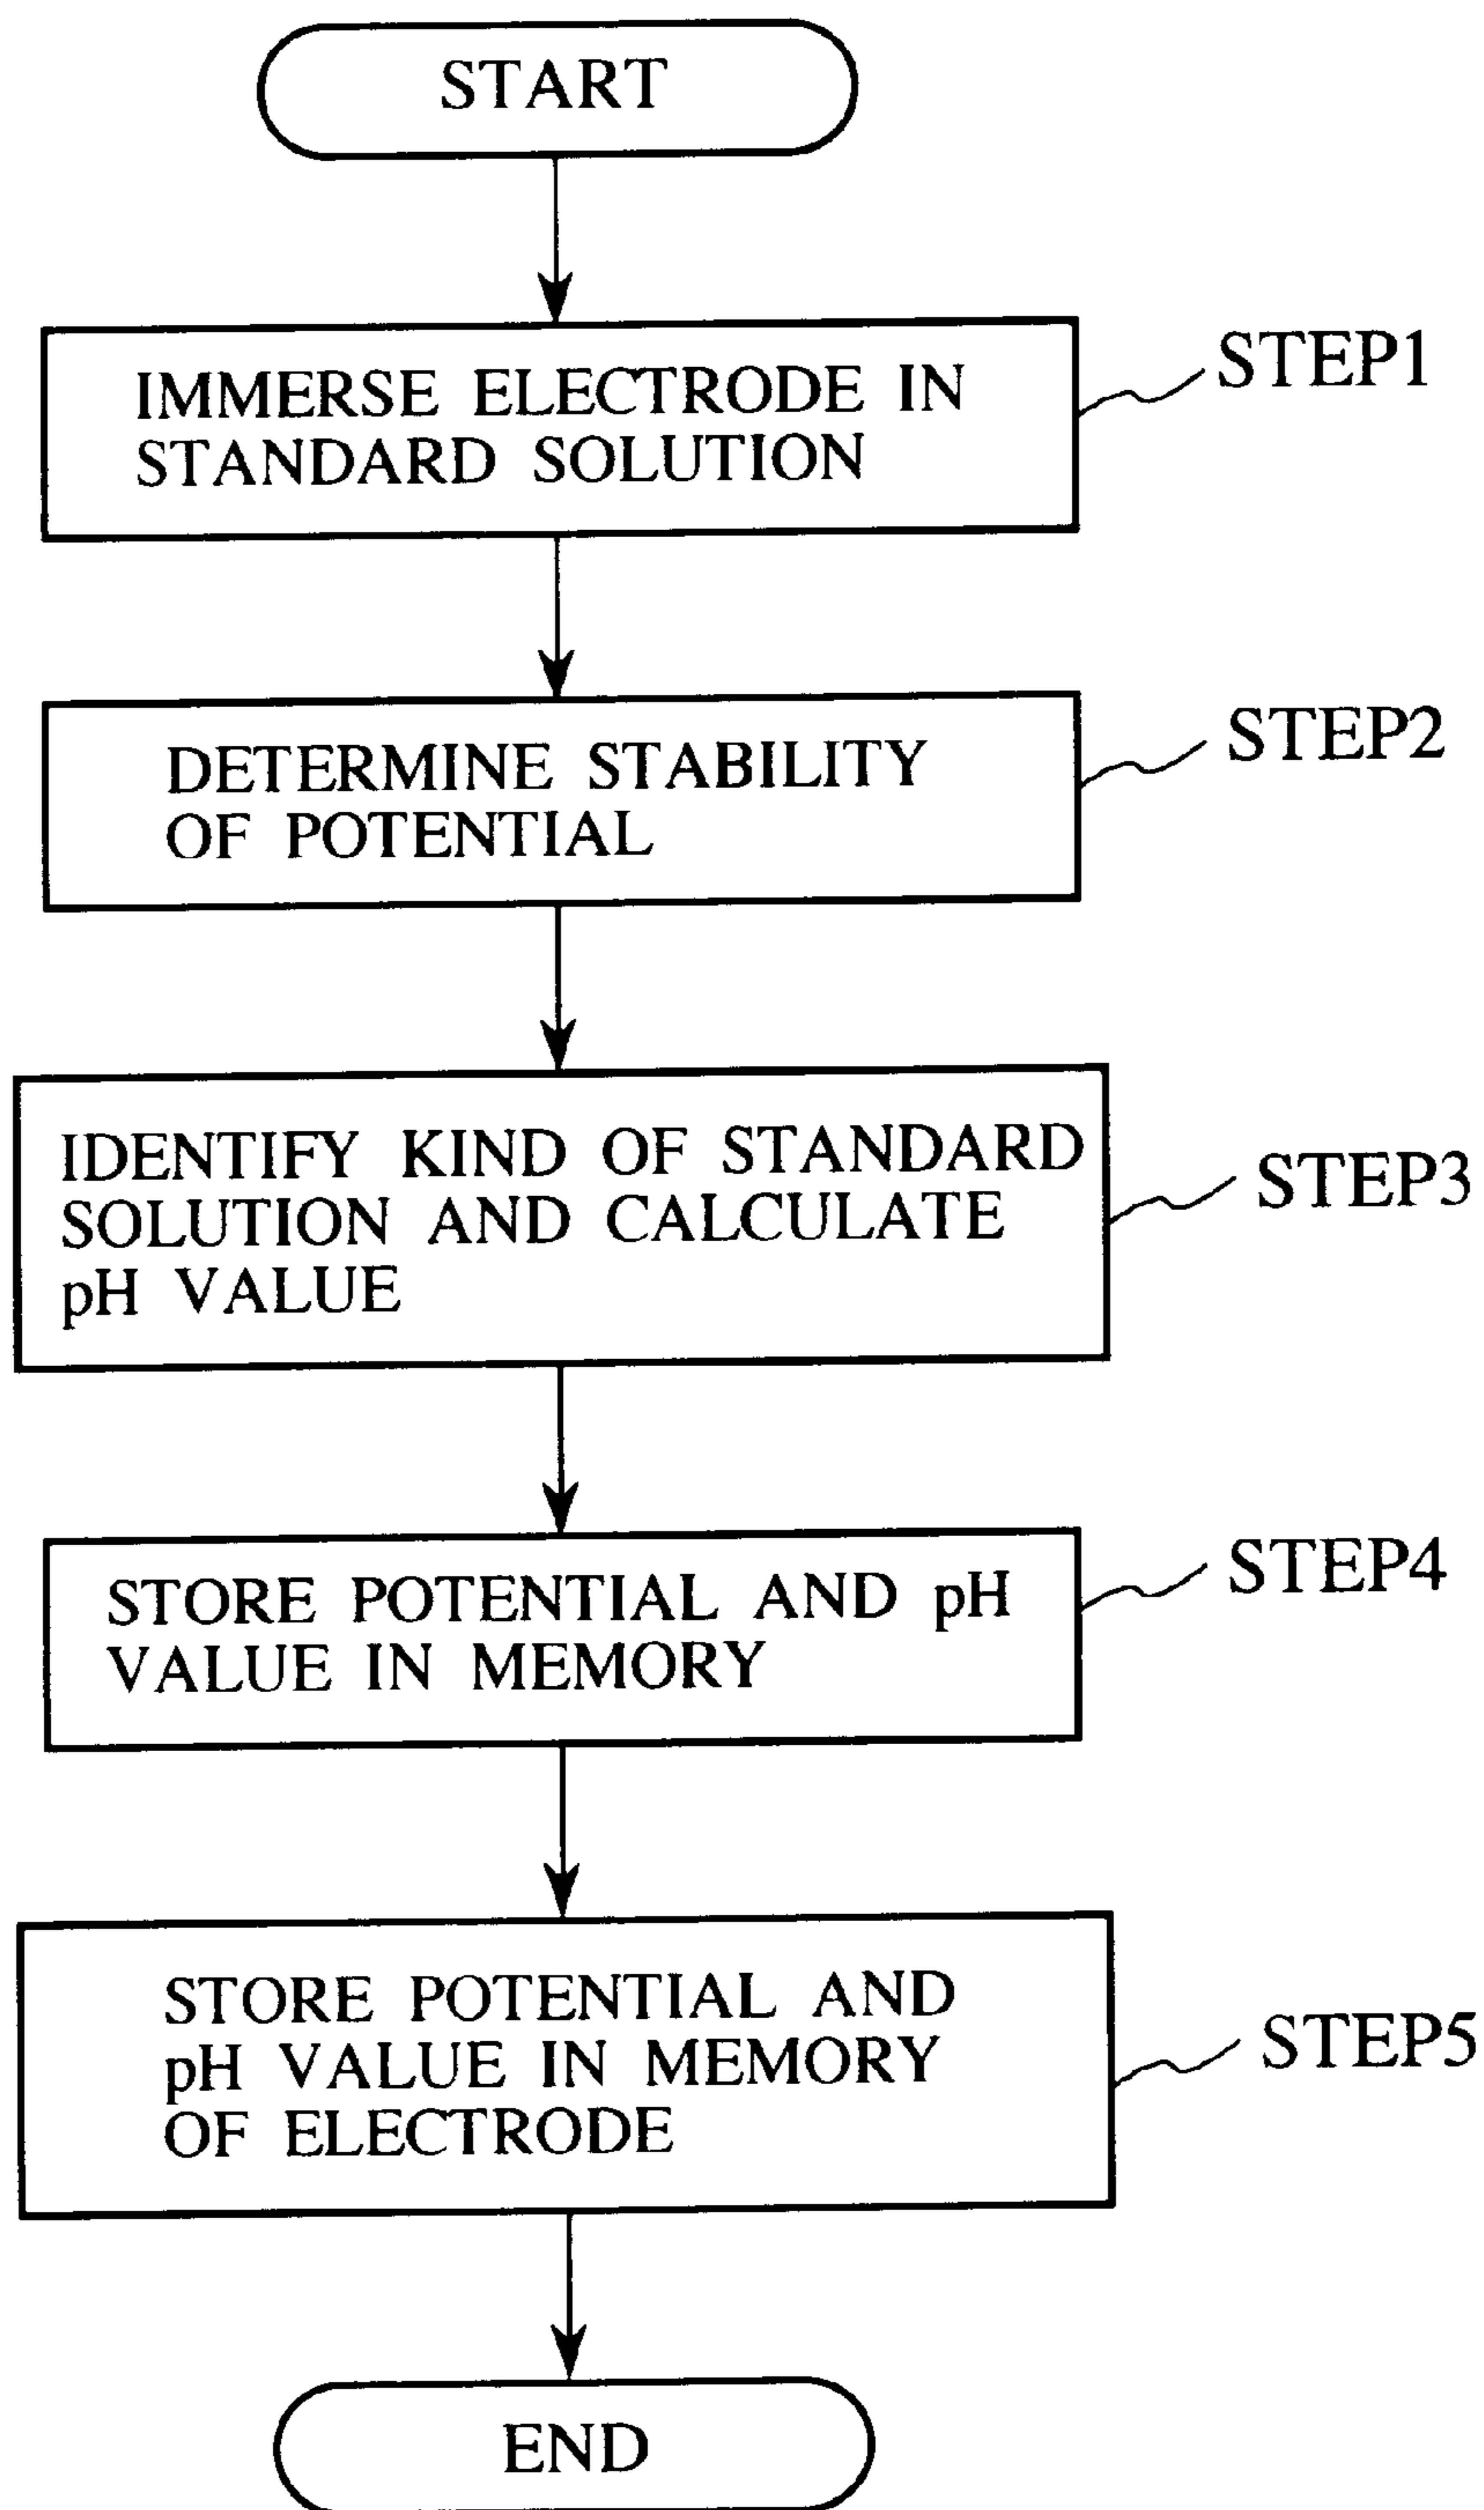 START
IMMERSE ELECTRODE IN
STANDARD SOLUTION
STEP1
DETERMINE STABILITY
OF POTENTIAL
STEP2
IDENTIFY KIND OF STANDARD
SOLUTION AND CALCULATE
pH VALUE
STEP3
STORE POTENTIAL AND pH
VALUE IN MEMORY
STEP4
STORE POTENTIAL AND
pH VALUE IN MEMORY
OF ELECTRODE
STEP5
END